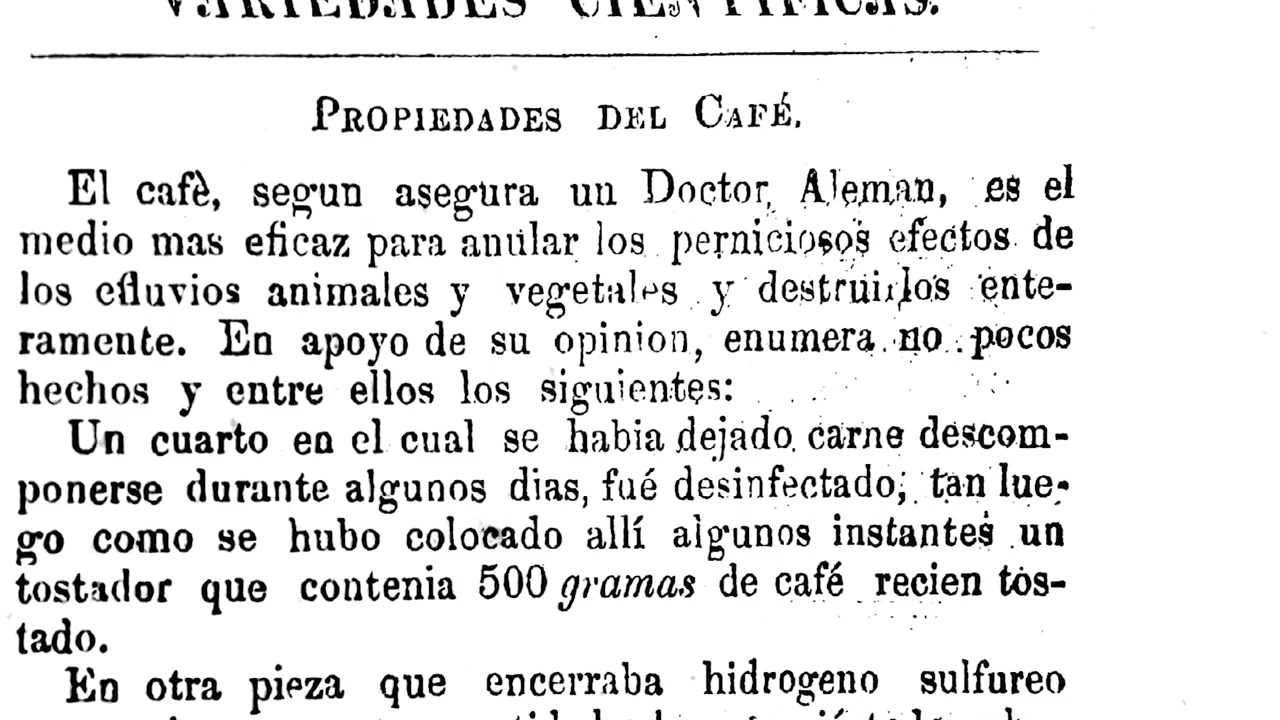 VARIEDADES CIENTIFICAS.
PROPIEDADES DEL CAFÉ.
El cafè, segun asegura un Doctor Aleman, es el
medio mas eficaz para anular los perniciosos efectos de
los efluvios animales y vegetales y destruirlos ente-
ramente. En apoyo de su opinion, enumera no pocos
hechos y entre ellos los siguientes:
Un cuarto en el cual se habia dejado carne descom-
ponerse durante algunos dias, fué desinfectado, tan lue-
go como se hubo colocado allí algunos instantes un
tostador que contenia 500 gramas de café recien tos-
tado.
En otra pieza que encerraba hidrogeno sulfureo